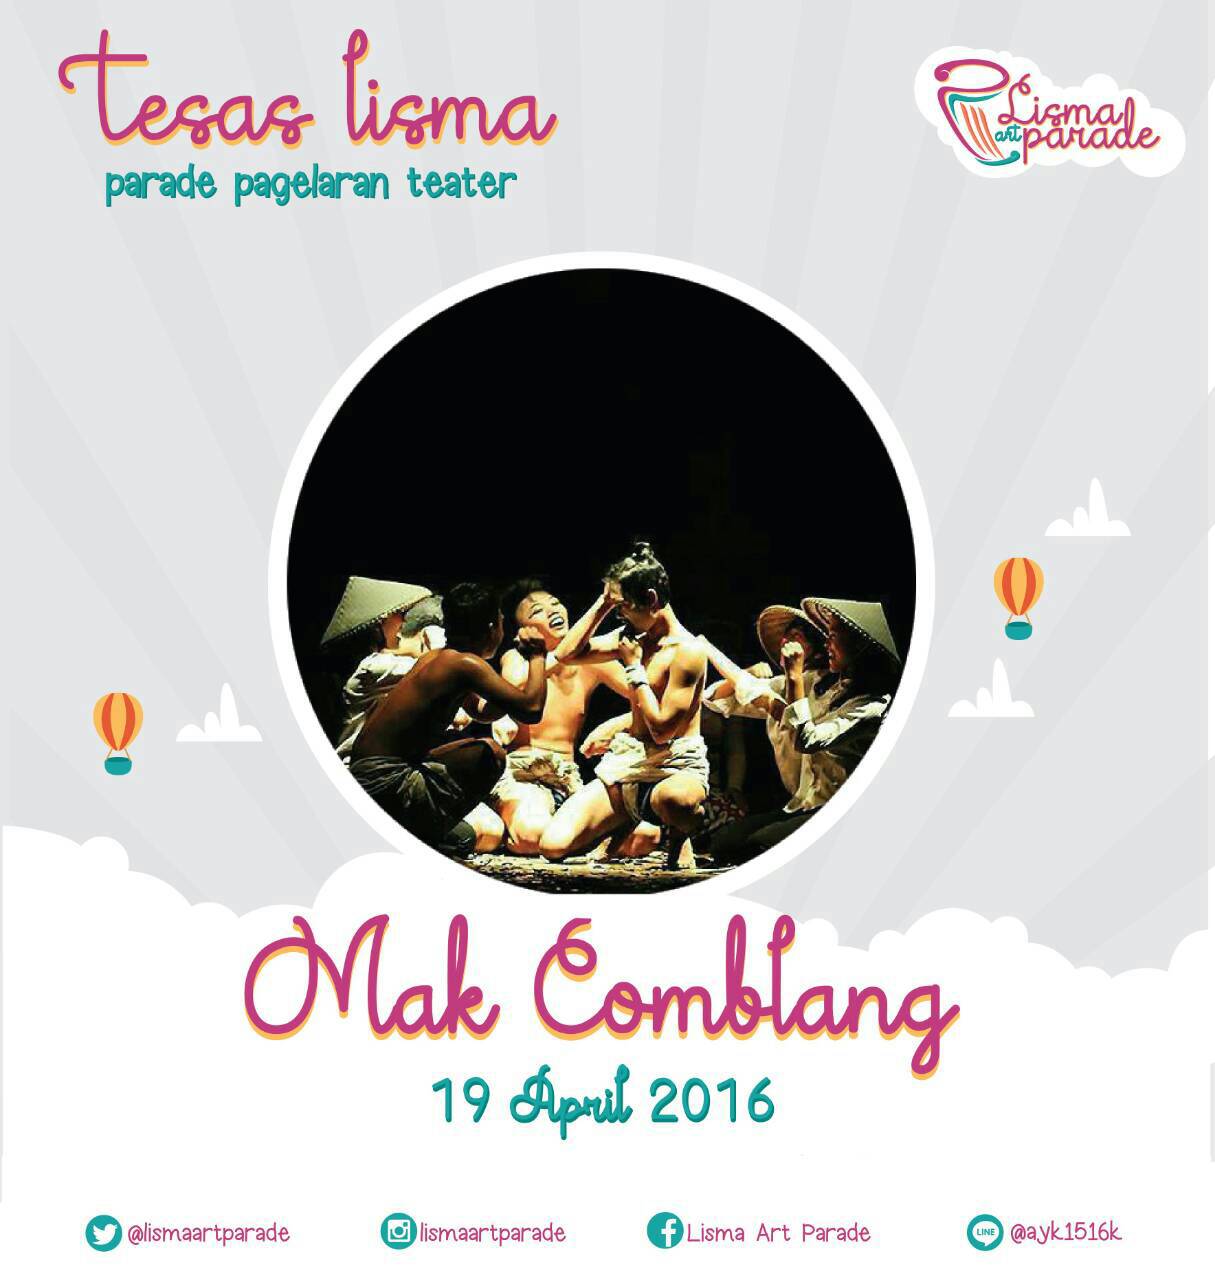 tesas lisma
parade pagelaran teater
Lisma
art parade
Mak Comblang
19 April 2016
@lismaartparade
lismaartparade
Lisma Art Parade
LINE
@ayk1516k